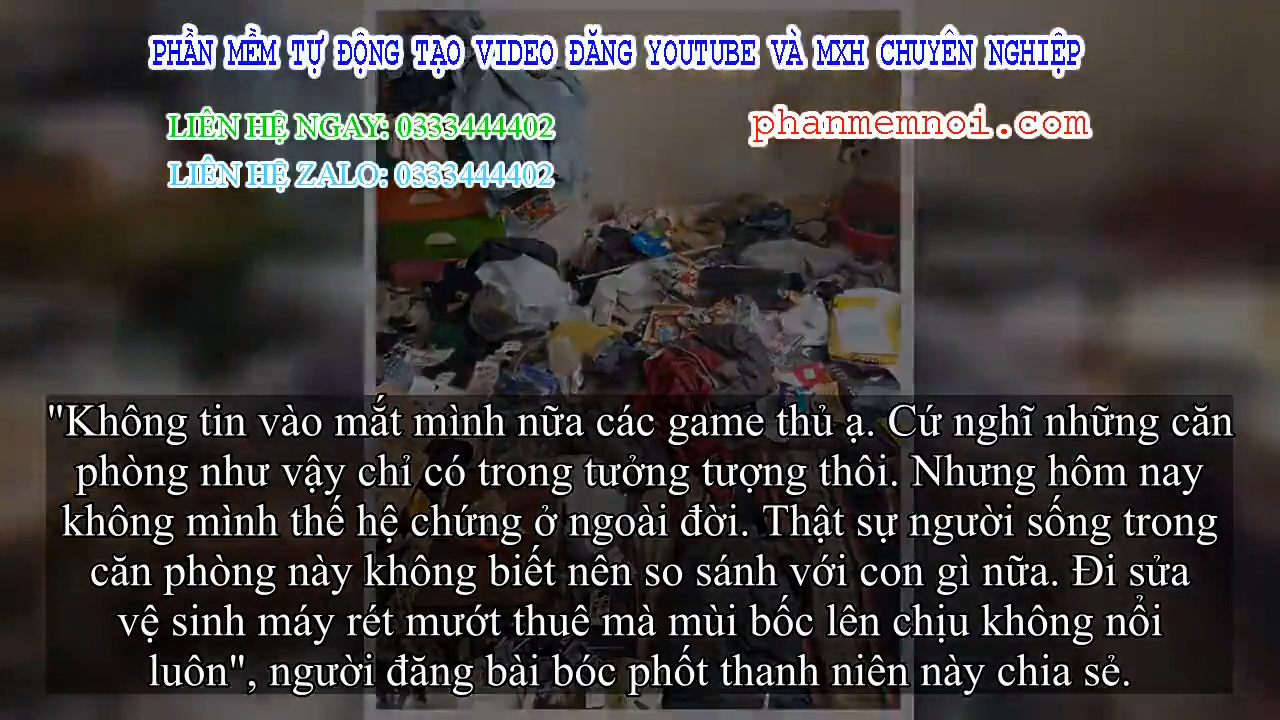 PHẦN MỀM TỰ ĐỘNG TẠO VIDEO ĐĂNG YOUTUBE VÀ MXH CHUYÊN NGHIỆP
LIÊN HỆ NGAY: 0333444402
phanmemnoi.com
LIÊN HỆ ZALO: 0333444402
"Không tin vào mắt mình nữa các game thủ ạ. Cứ nghĩ những căn
phòng như vậy chỉ có trong tưởng tượng thôi. Nhưng hôm nay
không mình thế hệ chứng ở ngoài đời. Thật sự người sống trong
căn phòng này không biết nên so sánh với con gì nữa. Đi sửa
vệ sinh máy rét mướt thuê mà mùi bốc lên chịu không nổi
luôn", người đăng bài bóc phốt thanh niên này chia sẻ.